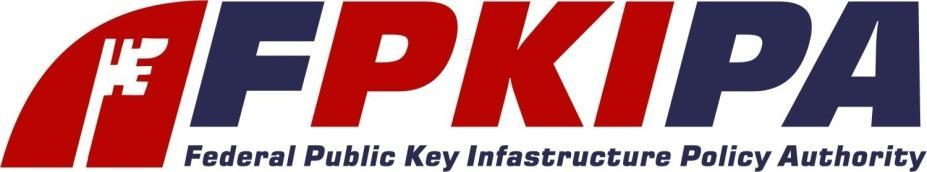 FPKIPA
Federal Public Key Infastructure Policy Authority